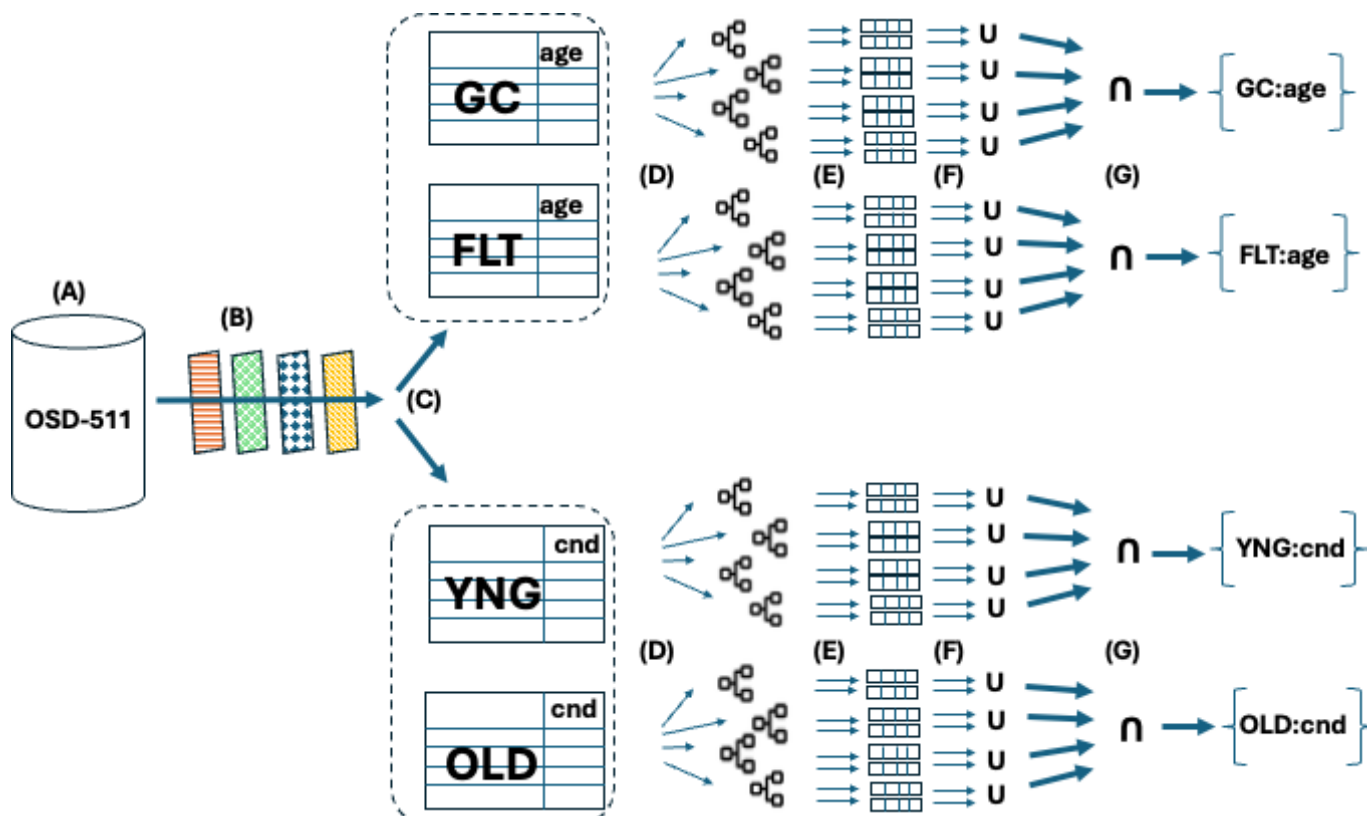 age
GC
U
U
U
U
∩
GC:age
(D)
(E)
(F)
(G)
age
FLT
U
U
U
U
∩
FLT:age
(A)
(B)
OSD-511
(C)
cnd
YNG
U
U
U
U
∩
YNG:cnd
(D)
(E)
(F)
(G)
cnd
OLD
U
U
U
U
∩
OLD:cnd